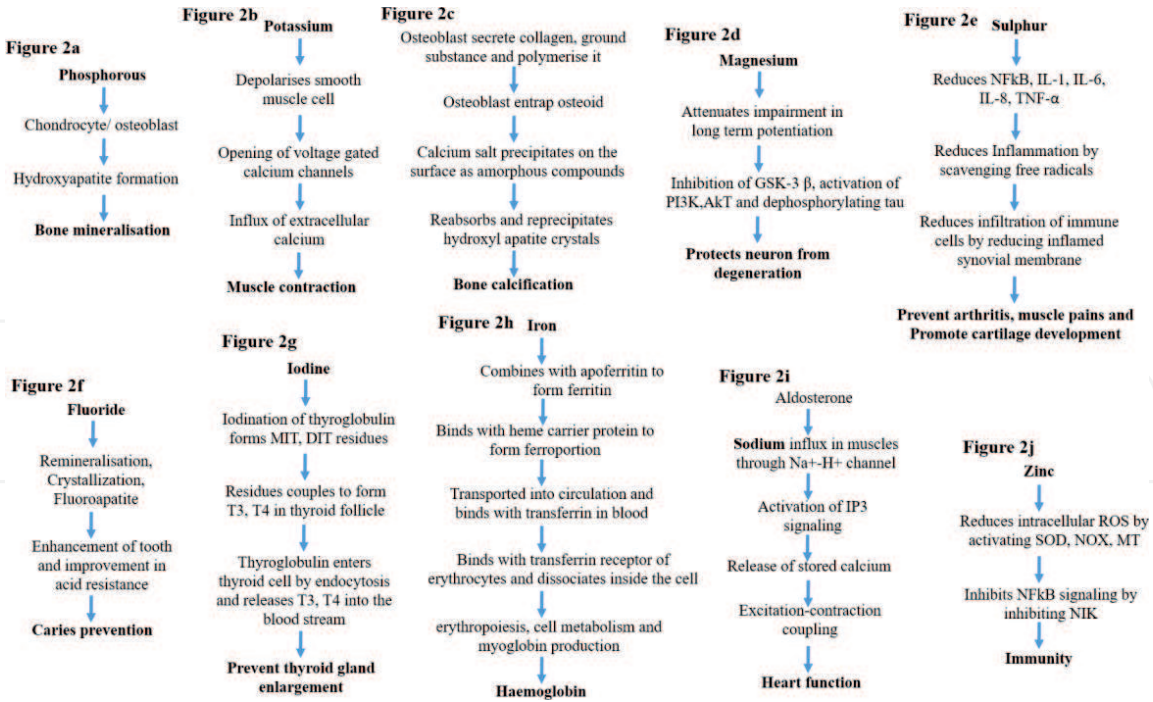 Figure 2a
Phosphorous
Chondrocyte/ osteoblast
Hydroxyapatite formation
Bone mineralisation
Figure 2b
Potassium
Depolarises smooth
muscle cell
Opening of voltage gated
calcium channels
Influx of extracellular
calcium
Muscle contraction
Figure 2c
Osteoblast secrete collagen, ground
substance and polymerise it
Osteoblast entrap osteoid
Calcium salt precipitates on the
surface as amorphous compounds
Reabsorbs and reprecipitates
hydroxyl apatite crystals
Bone calcification
Figure 2d
Magnesium
Attenuates impairment in
long term potentiation
Inhibition of GSK-3 β, activation of
PI3K,AkT and dephosphorylating tau
Protects neuron from
degeneration
Figure 2e
Sulphur
Reduces NFkB, IL-1, IL-6,
IL-8, TNF-α
Reduces Inflammation by
scavenging free radicals
Reduces infiltration of immune
cells by reducing inflamed
synovial membrane
Prevent arthritis, muscle pains and
Promote cartilage development
Figure 2f
Fluoride
Remineralisation,
Crystallization,
Fluoroapatite
Enhancement of tooth
and improvement in
acid resistance
Caries prevention
Figure 2g
Iodine
Iodination of thyroglobulin
forms MIT, DIT residues
Residues couples to form
T3, T4 in thyroid follicle
Thyroglobulin enters
thyroid cell by endocytosis
and releases T3, T4 into the
blood stream
Prevent thyroid gland
enlargement
Figure 2h
Iron
Combines with apoferritin to
form ferritin
Binds with heme carrier protein to
form ferroportion
Transported into circulation and
binds with transferrin in blood
Binds with transferrin receptor of
erythrocytes and dissociates inside the cell
erythropoiesis, cell metabolism and
myoglobin production
Haemoglobin
Figure 2i
Aldosterone
Sodium influx in muscles
through Na+-H+ channel
Activation of IP3
signaling
Release of stored calcium
Excitation-contraction
coupling
Heart function
Figure 2j
Zinc
Reduces intracellular ROS by
activating SOD, NOX, MT
Inhibits NFkB signaling by
inhibiting NIK
Immunity